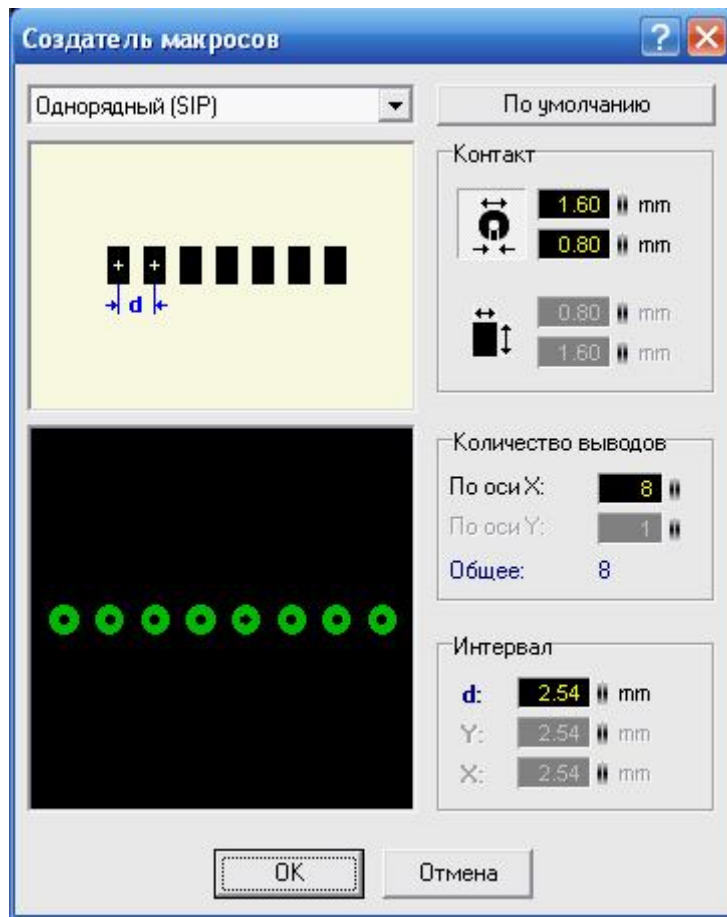 Создатель макросов
Однорядный (SIP)
По умолчанию
d
Контакт
1.60 mm
0.80 mm
0.80 mm
1.60 mm
Количество выводов
По оси X: 8
По оси Y: 1
Общее: 8
Интервал
d: 2.54 mm
Y: 2.54 mm
X: 2.54 mm
OK
Отмена